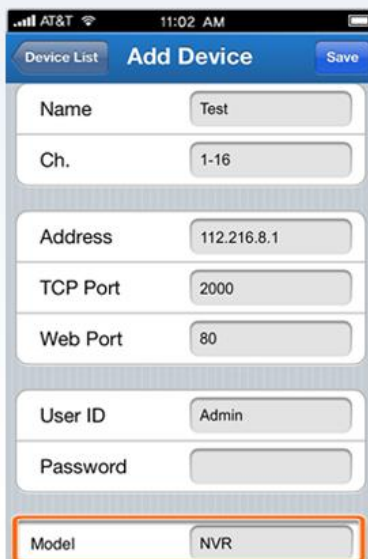 AT&T 11:02 AM
Device List Add Device Save
Name Test
Ch. 1-16
Address 112.216.8.1
TCP Port 2000
Web Port 80
User ID Admin
Password
Model NVR